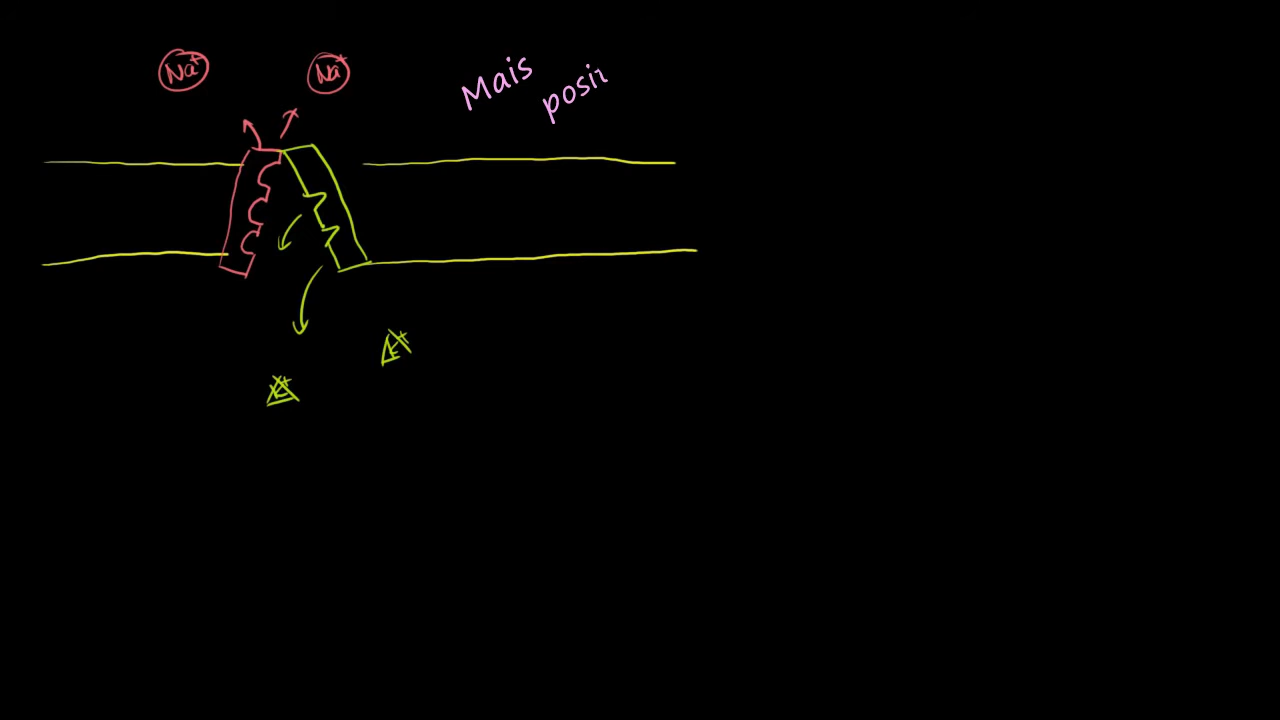 Na+ Na+
Mais
posi
K+
K+